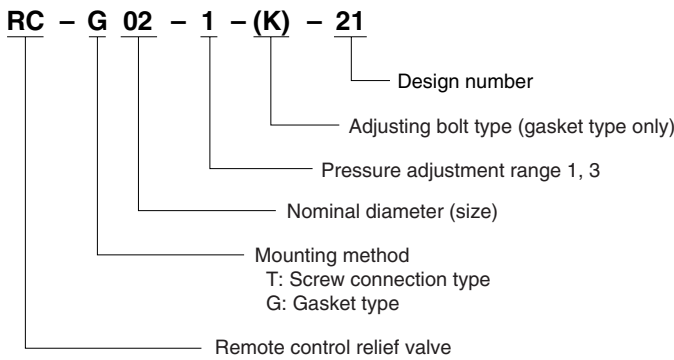 RC – G 02 – 1 – (K) – 21
Design number
Adjusting bolt type (gasket type only)
Pressure adjustment range 1, 3
Nominal diameter (size)
Mounting method
T: Screw connection type
G: Gasket type
Remote control relief valve